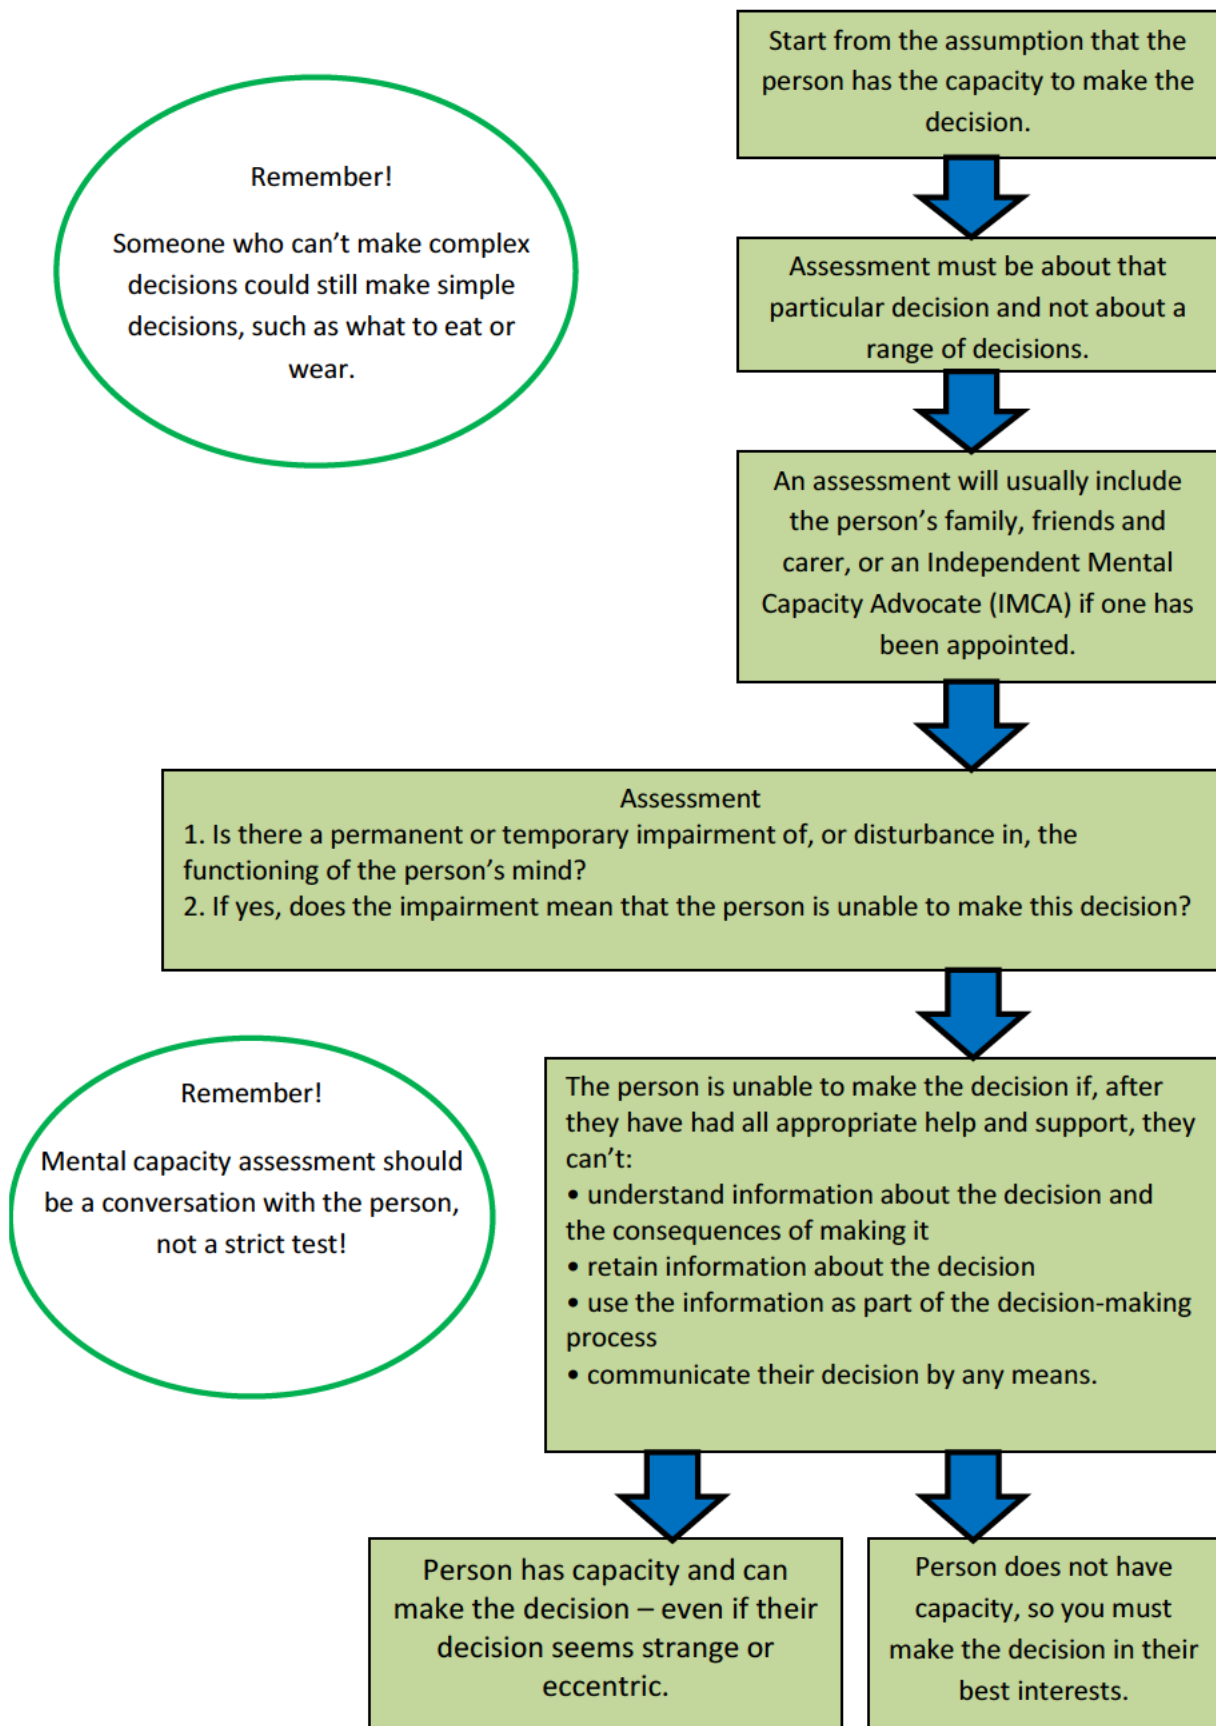 Start from the assumption that the
person has the capacity to make the
decision.
Remember!
Someone who can’t make complex
decisions could still make simple
decisions, such as what to eat or
wear.
Assessment must be about that
particular decision and not about a
range of decisions.
An assessment will usually include
the person’s family, friends and
carer, or an Independent Mental
Capacity Advocate (IMCA) if one has
been appointed.
Assessment
1. Is there a permanent or temporary impairment of, or disturbance in, the
functioning of the person’s mind?
2. If yes, does the impairment mean that the person is unable to make this decision?
Remember!
Mental capacity assessment should
be a conversation with the person,
not a strict test!
The person is unable to make the decision if, after
they have had all appropriate help and support, they
can’t:
• understand information about the decision and
the consequences of making it
• retain information about the decision
• use the information as part of the decision-making
process
• communicate their decision by any means.
Person has capacity and can
make the decision – even if their
decision seems strange or
eccentric.
Person does not have
capacity, so you must
make the decision in their
best interests.